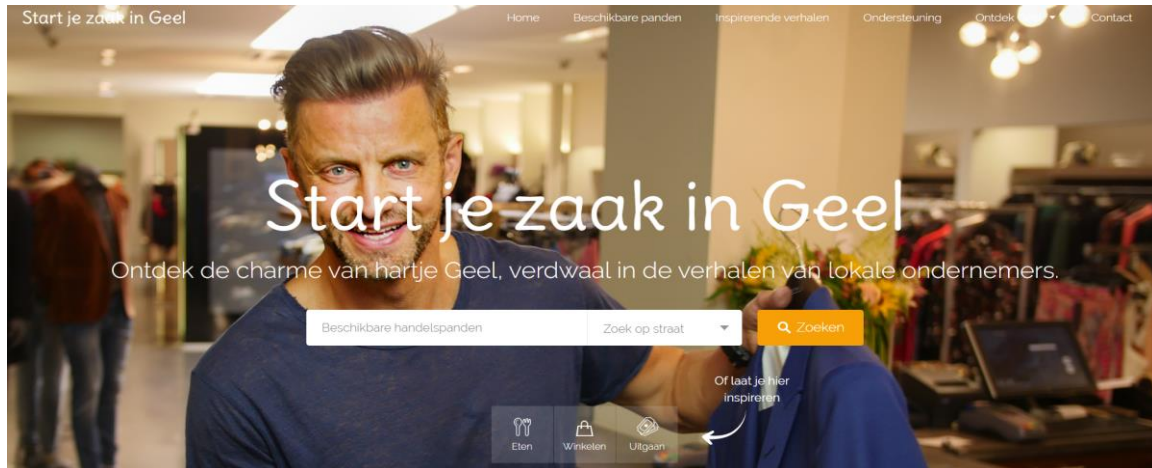 Start je zaak in Geel
Home Beschikbare panden Inspirerende verhalen Ondersteuning Ontdek Contact
Start je zaak in Geel
Ontdek de charme van hartje Geel, verdwaal in de verhalen van lokale ondernemers.
Beschikbare handelspanden Zoek op straat Zoeken
Of laat je hier
inspireren
Eten Winkelen Uitgaan